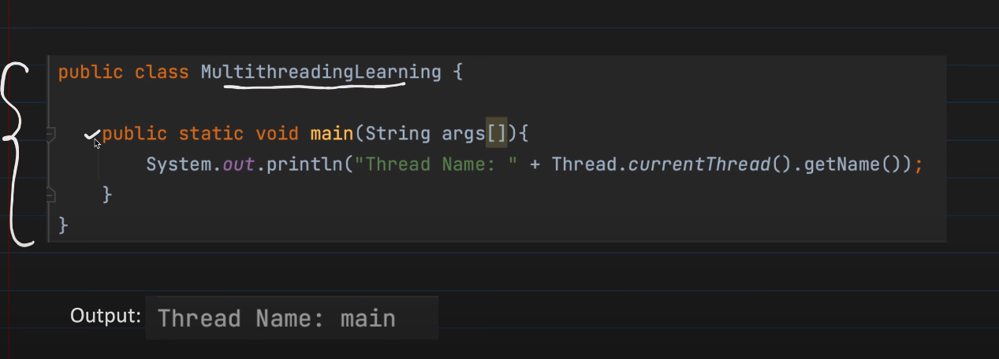 public class MultithreadingLearning {
public static void main(String args[]){
System.out.println("Thread Name: " + Thread.currentThread().getName());
}
}
Output: Thread Name: main